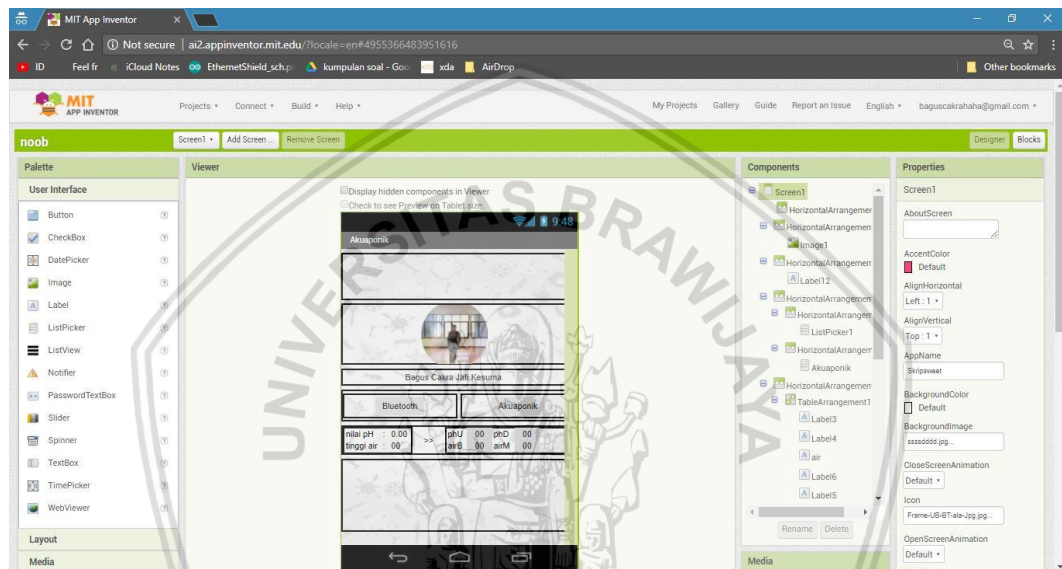 MIT App Inventor
Not secure | ai2.appinventor.mit.edu/?locale=en#4955366483951616
ID Feel fr iCloud Notes EthernetShield_sch.p kumpulan soal - Goo xda AirDrop Other bookmarks
MIT
APP INVENTOR
Projects Connect Build Help My Projects Gallery Guide Report an Issue English baguscakrahaha@gmail.com
noob Screen1 Add Screen ... Remove Screen Designer Blocks
Palette Viewer Components Properties
User Interface
Button
CheckBox
DatePicker
Image
Label
ListPicker
ListView
Notifier
PasswordTextBox
Slider
Spinner
TextBox
TimePicker
WebViewer
Layout
Media
Display hidden components in Viewer
Check to see Preview on Tablet size.
9:48
Akuaponik
Bagus Cakra Jati Kesuma
Bluetooth Akuaponik
nilai pH : 0.00 >> phU 00 phD 00
tinggi air : 00 airB 00 airM 00
Screen1
HorizontalArrangemer
HorizontalArrangemen
Image1
HorizontalArrangemen
Label12
HorizontalArrangemen
HorizontalArrangem
ListPicker1
HorizontalArrangem
Akuaponik
HorizontalArrangemen
TableArrangement1
Label3
Label4
air
Label6
Label5
Rename Delete
Media
Screen1
AboutScreen
AccentColor
Default
AlignHorizontal
Left : 1
AlignVertical
Top : 1
AppName
Skripsweet
BackgroundColor
Default
BackgroundImage
ssssdddd.jpg...
CloseScreenAnimation
Default
Icon
Frame-UB-BT-ala-Jpg.jpg...
OpenScreenAnimation
Default
UNIVERSITAS BRAWIJAYA